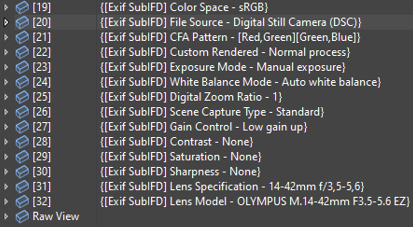 [19] {[Exif SubIFD] Color Space - sRGB}
[20] {[Exif SubIFD] File Source - Digital Still Camera (DSC)}
[21] {[Exif SubIFD] CFA Pattern - [Red,Green][Green,Blue]}
[22] {[Exif SubIFD] Custom Rendered - Normal process}
[23] {[Exif SubIFD] Exposure Mode - Manual exposure}
[24] {[Exif SubIFD] White Balance Mode - Auto white balance}
[25] {[Exif SubIFD] Digital Zoom Ratio - 1}
[26] {[Exif SubIFD] Scene Capture Type - Standard}
[27] {[Exif SubIFD] Gain Control - Low gain up}
[28] {[Exif SubIFD] Contrast - None}
[29] {[Exif SubIFD] Saturation - None}
[30] {[Exif SubIFD] Sharpness - None}
[31] {[Exif SubIFD] Lens Specification - 14-42mm f/3,5-5,6}
[32] {[Exif SubIFD] Lens Model - OLYMPUS M.14-42mm F3.5-5.6 EZ}
Raw View